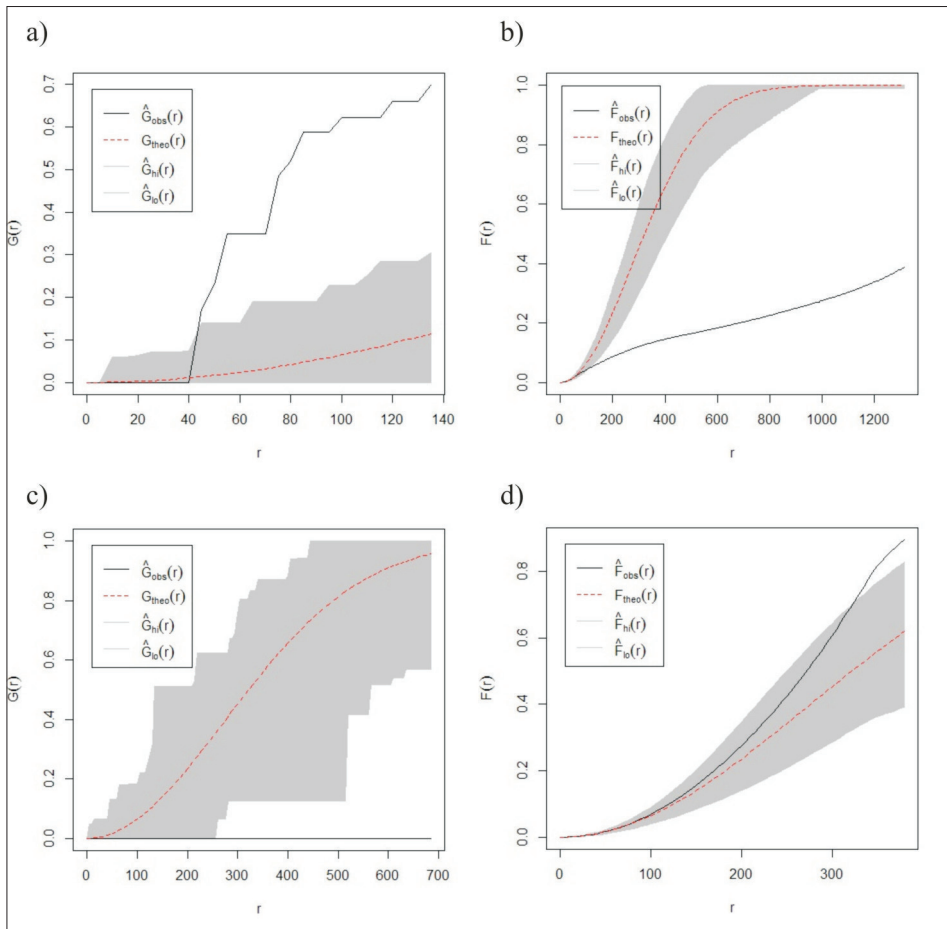 a)
0.7
0.6
0.5
0.4
0.3
0.2
0.1
0.0
G(r)
Ĝobs(r)
Gtheo(r)
Ĝhi(r)
Ĝlo(r)
0 20 40 60 80 100 120 140
r
b)
1.0
0.8
0.6
0.4
0.2
0.0
F(r)
F̂obs(r)
Ftheo(r)
F̂hi(r)
F̂lo(r)
0 200 400 600 800 1000 1200
r
c)
1.0
0.8
0.6
0.4
0.2
0.0
G(r)
Ĝobs(r)
Gtheo(r)
Ĝhi(r)
Ĝlo(r)
0 100 200 300 400 500 600 700
r
d)
0.8
0.6
0.4
0.2
0.0
F(r)
F̂obs(r)
Ftheo(r)
F̂hi(r)
F̂lo(r)
0 100 200 300
r